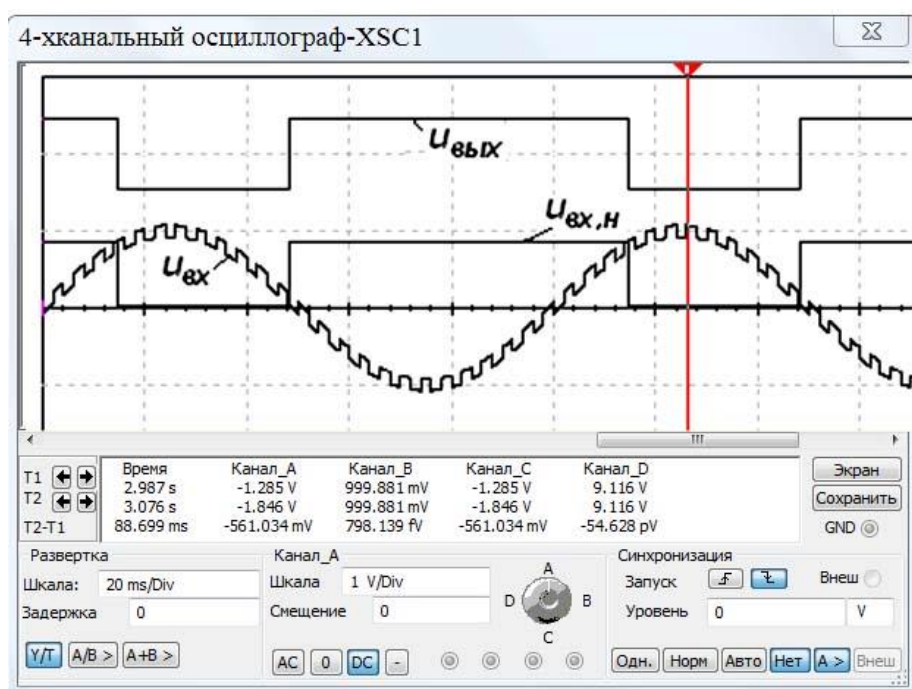 4-хканальный осциллограф-XSC1
uвых
uвх,н
uвх
Время Канал_A Канал_B Канал_C Канал_D
T1 2.987 s -1.285 V 999.881 mV -1.285 V 9.116 V
T2 3.076 s -1.846 V 999.881 mV -1.846 V 9.116 V
T2-T1 88.699 ms -561.034 mV 798.139 fV -561.034 mV -54.628 pV
Экран
Сохранить
GND
Развертка
Шкала: 20 ms/Div
Задержка 0
Y/T A/B > A+B >
Канал_A
Шкала 1 V/Div
Смещение 0
AC 0 DC -
A
D B
C
Синхронизация
Запуск Внеш
Уровень 0 V
Одн. Норм Авто Нет A > Внеш